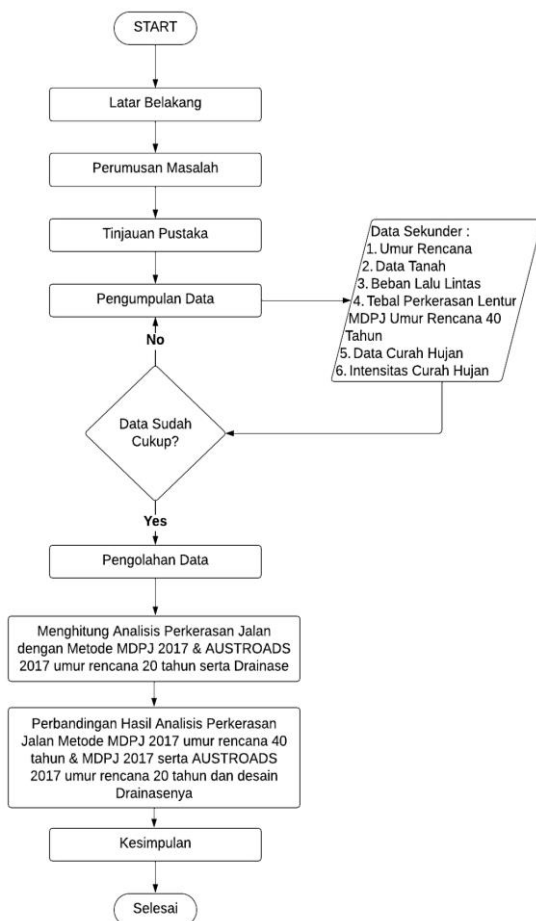 START
Latar Belakang
Perumusan Masalah
Tinjauan Pustaka
Pengumpulan Data
Data Sekunder :
1. Umur Rencana
2. Data Tanah
3. Beban Lalu Lintas
4. Tebal Perkerasan Lentur
MDPJ Umur Rencana 40
Tahun
5. Data Curah Hujan
6. Intensitas Curah Hujan
No
Data Sudah
Cukup?
Yes
Pengolahan Data
Menghitung Analisis Perkerasan Jalan
dengan Metode MDPJ 2017 & AUSTROADS
2017 umur rencana 20 tahun serta Drainase
Perbandingan Hasil Analisis Perkerasan
Jalan Metode MDPJ 2017 umur rencana 40
tahun & MDPJ 2017 serta AUSTROADS
2017 umur rencana 20 tahun dan desain
Drainasenya
Kesimpulan
Selesai